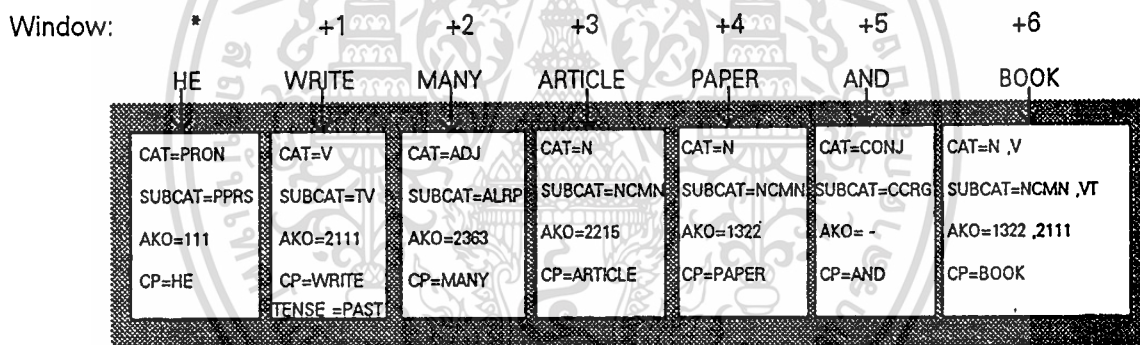 Window: * +1 +2 +3 +4 +5 +6
HE WRITE MANY ARTICLE PAPER AND BOOK
CAT=PRON CAT=V CAT=ADJ CAT=N CAT=N CAT=CONJ CAT=N ,V
SUBCAT=PPRS SUBCAT=TV SUBCAT=ALRP SUBCAT=NCMN SUBCAT=NCMN SUBCAT=CCRG SUBCAT=NCMN ,VT
AKO=111 AKO=2111 AKO=2363 AKO=2215 AKO=1322 AKO= - AKO=1322 ,2111
CP=HE CP=WRITE CP=MANY CP=ARTICLE CP=PAPER CP=AND CP=BOOK
TENSE =PAST